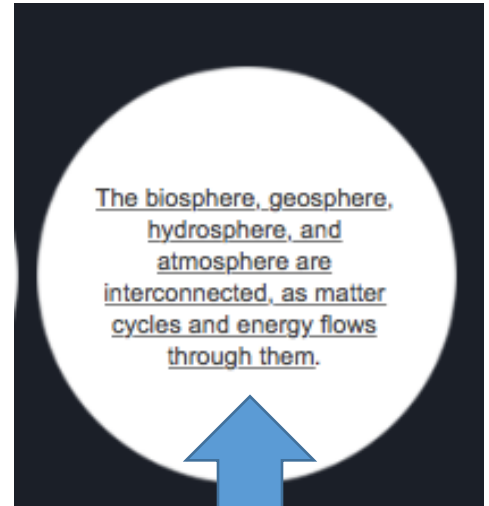 The biosphere, geosphere,
hydrosphere, and
atmosphere are
interconnected, as matter
cycles and energy flows
through them.